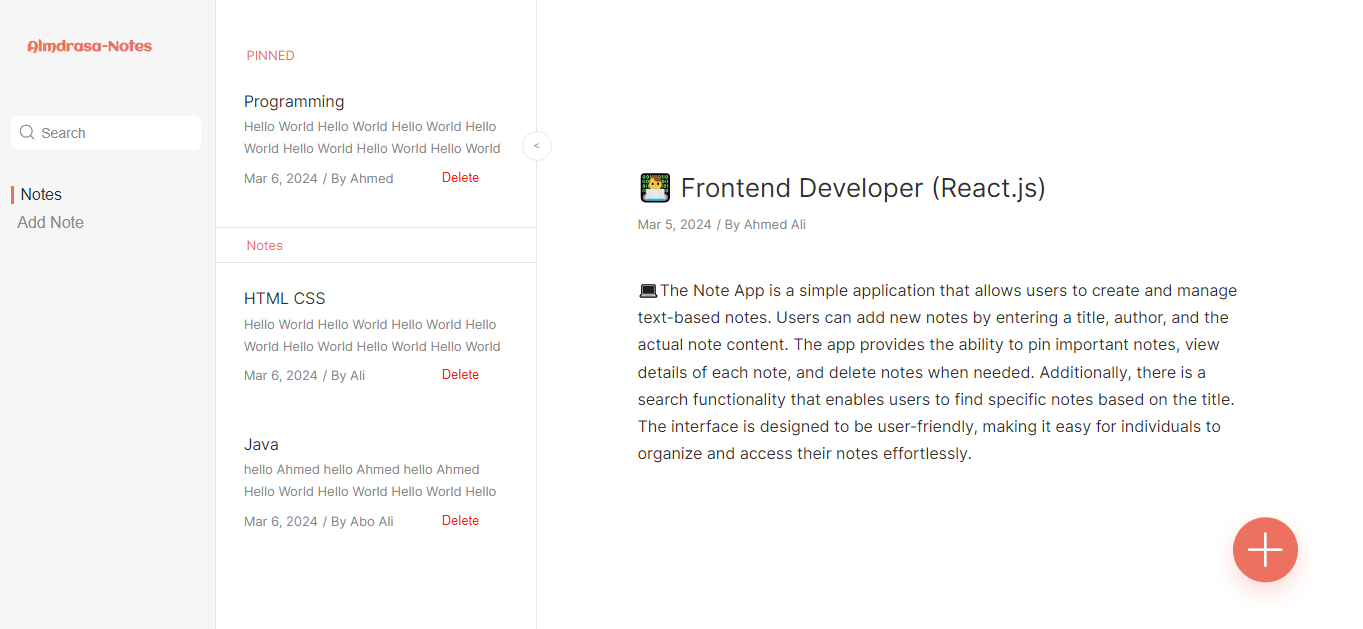 Almdrasa-Notes
Search
Notes
Add Note
PINNED
Programming
Hello World Hello World Hello World Hello
World Hello World Hello World Hello World
Mar 6, 2024 / By Ahmed
Delete
Notes
HTML CSS
Hello World Hello World Hello World Hello
World Hello World Hello World Hello World
Mar 6, 2024 / By Ali
Delete
Java
hello Ahmed hello Ahmed hello Ahmed
Hello World Hello World Hello World Hello
Mar 6, 2024 / By Abo Ali
Delete
<
👨‍💻 Frontend Developer (React.js)
Mar 5, 2024 / By Ahmed Ali
💻The Note App is a simple application that allows users to create and manage
text-based notes. Users can add new notes by entering a title, author, and the
actual note content. The app provides the ability to pin important notes, view
details of each note, and delete notes when needed. Additionally, there is a
search functionality that enables users to find specific notes based on the title.
The interface is designed to be user-friendly, making it easy for individuals to
organize and access their notes effortlessly.